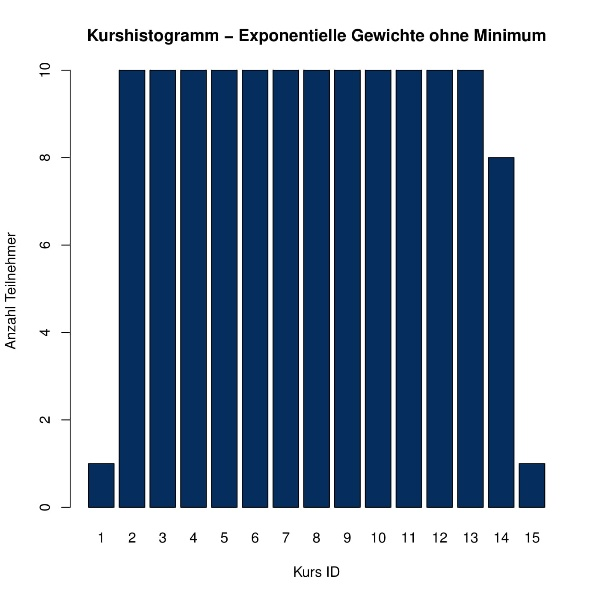 Kurshistogramm − Exponentielle Gewichte ohne Minimum
10
8
6
4
2
0
Anzahl Teilnehmer
1 2 3 4 5 6 7 8 9 10 11 12 13 14 15
Kurs ID